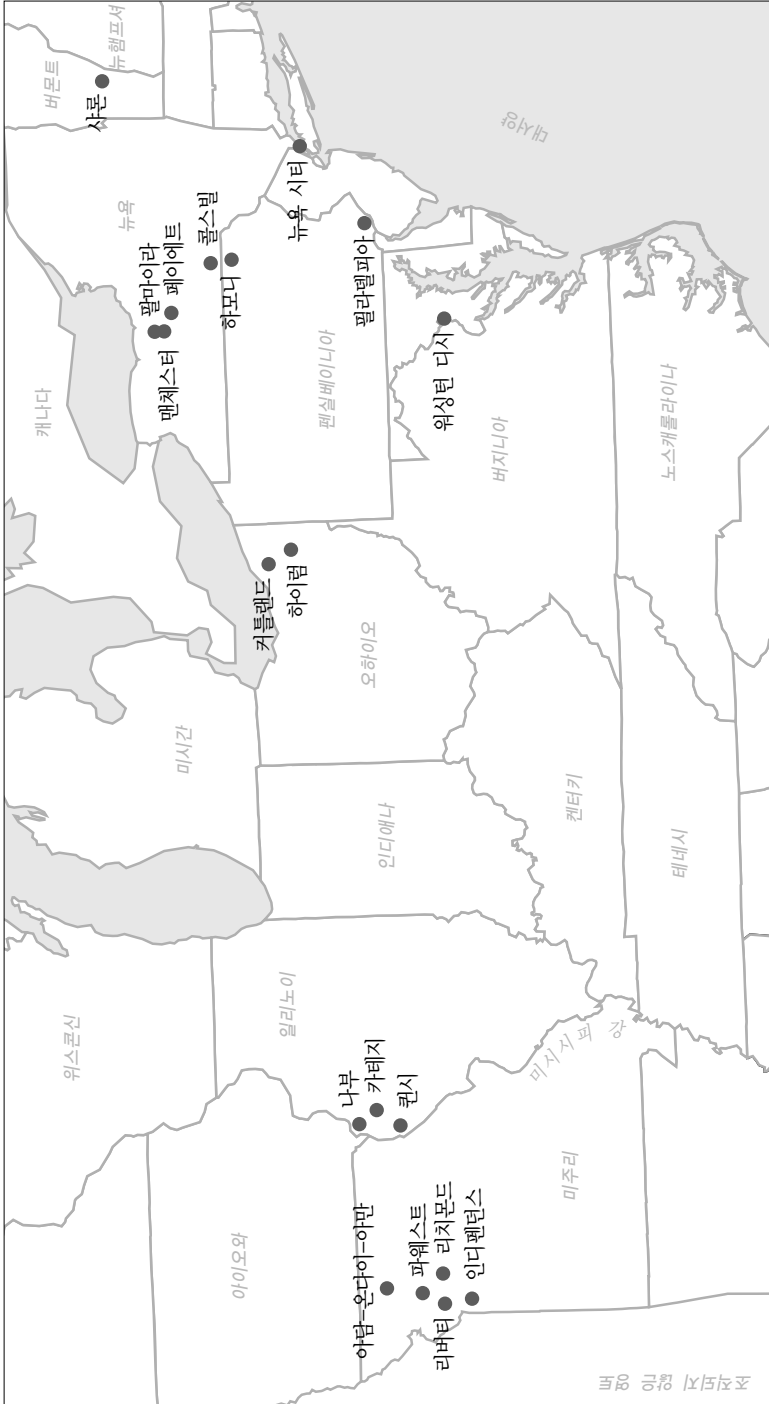 버몬트
뉴햄프셔
샤론
뉴욕
콜스빌
팔마이라
페이에트
맨체스터
하모니
뉴욕 시티
대서양
캐나다
펜실베이니아
필라델피아
워싱턴 디시
버지니아
노스캐롤라이나
커틀랜드
하이럼
오하이오
미시간
인디애나
켄터키
테네시
위스콘신
일리노이
나부
카테지
퀸시
미시시피 강
아이오와
아담-온다이-아만
파웨스트
리치몬드
리버티
인디펜던스
미주리
조직되지 않은 영토